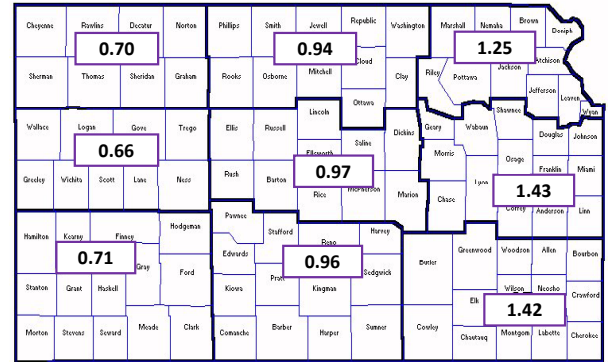 Cheyenne Rawlins Decatur Norton
Phillips Smith Jewell Republic Washington
Marshall Nemaha Brown Doniph
0.70
0.94
1.25
Sherman Thomas Sheridan Graham
Rooks Osborne Mitchell Cloud Clay
Ottawa
Riley Pottawa Jackson Atchison
Jefferson Leaven Wyan
Wallace Logan Gove Trego
0.66
Greeley Wichita Scott Lane Ness
Lincoln
Ellis Russell Saline Dickins
Ellsworth
0.97
Rush Barton Rice McPherson Marion
Geary Wabaun Shawnee Douglas Johnson
Morris Osage Franklin Miami
1.43
Chase Lynn Coffey Anderson Linn
Hamilton Kearny Finney Hodgeman
0.71
Gray Ford
Stanton Grant Haskell
Morton Stevens Seward Meade Clark
Pawnee Stafford Reno Harvey
Edwards
0.96
Sedgwick
Kiowa Pratt Kingman
Comanche Barber Harper Sumner
Butler Greenwood Woodson Allen Bourbon
Elk Wilson Neosho Crawford
1.42
Cowley Chautauq Montgom Labette Cherokee